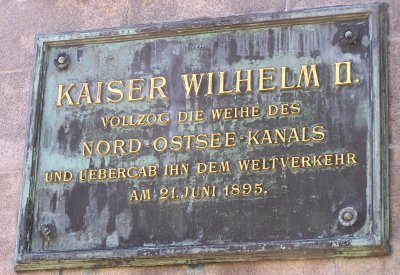 KAISER WILHELM II.
VOLLZOG DIE WEIHE DES
NORD-OSTSEE-KANALS
UND UEBERGAB IHN DEM WELTVERKEHR
AM 21. JUNI 1895.